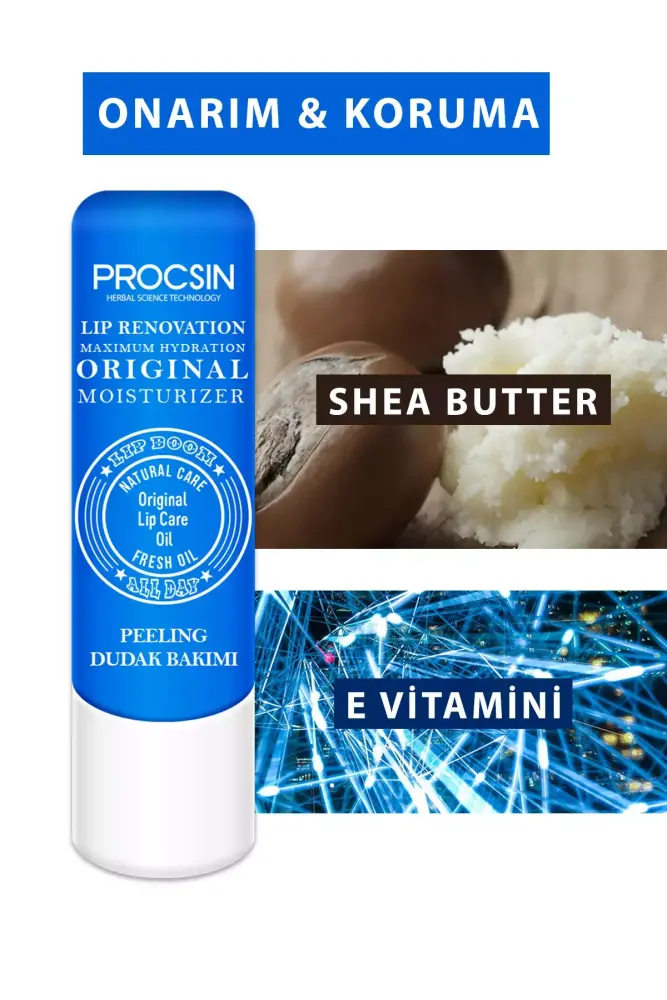 ONARIM & KORUMA
PROCSIN
HERBAL SCIENCE TECHNOLOGY
LIP RENOVATION
MAXIMUM HYDRATION
ORIGINAL
MOISTURIZER
LIP BOOM
NATURAL CARE
Original
Lip Care
Oil
FRESH OIL
ALL DAY
PEELING
DUDAK BAKIMI
SHEA BUTTER
E VİTAMİNİ